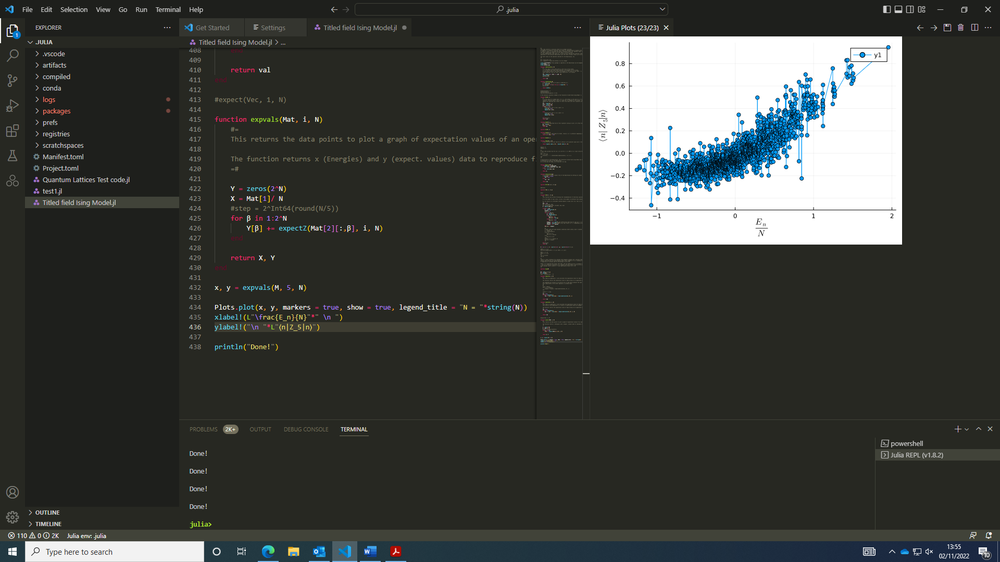 File Edit Selection View Go Run Terminal Help
.julia
EXPLORER
.JULIA
.vscode
artifacts
compiled
conda
logs
packages
prefs
registries
scratchspaces
Manifest.toml
Project.toml
Quantum Lattices Test code.jl
test1.jl
Titled field Ising Model.jl
OUTLINE
TIMELINE
Get Started Settings Titled field Ising Model.jl
Titled field Ising Model.jl > ...
408 end
409
410 return val
411 end
412
413 #expect(Vec, 1, N)
414
415 function expvals(Mat, i, N)
416 #=
417 This returns the data points to plot a graph of expectation values of an oper
418
419 The function returns x (Energies) and y (expect. values) data to reproduce fi
420 =#
421
422 Y = zeros(2^N)
423 X = Mat[1]/ N
424 #step = 2^Int64(round(N/5))
425 for β in 1:2^N
426 Y[β] += expectZ(Mat[2][:,β], i, N)
427 end
428
429 return X, Y
430 end
431
432 x, y = expvals(M, 5, N)
433
434 Plots.plot(x, y, markers = true, show = true, legend_title = "N = "*string(N))
435 xlabel!(L"\frac{E_n}{N}"*" \n ")
436 ylabel!("\n "*L"⟨n|Z_5|n⟩")
437
438 println("Done!")
Julia Plots (23/23)
y1
0.8
0.6
0.4
0.2
0.0
−0.2
−0.4
⟨n|Z₅|n⟩
−1 0 1 2
Eₙ
N
PROBLEMS 2K+ OUTPUT DEBUG CONSOLE TERMINAL
Done!
Done!
Done!
Done!
julia>
powershell
Julia REPL (v1.8.2)
110 0 2K Julia env: .julia
Type here to search
13:55
02/11/2022
10
1